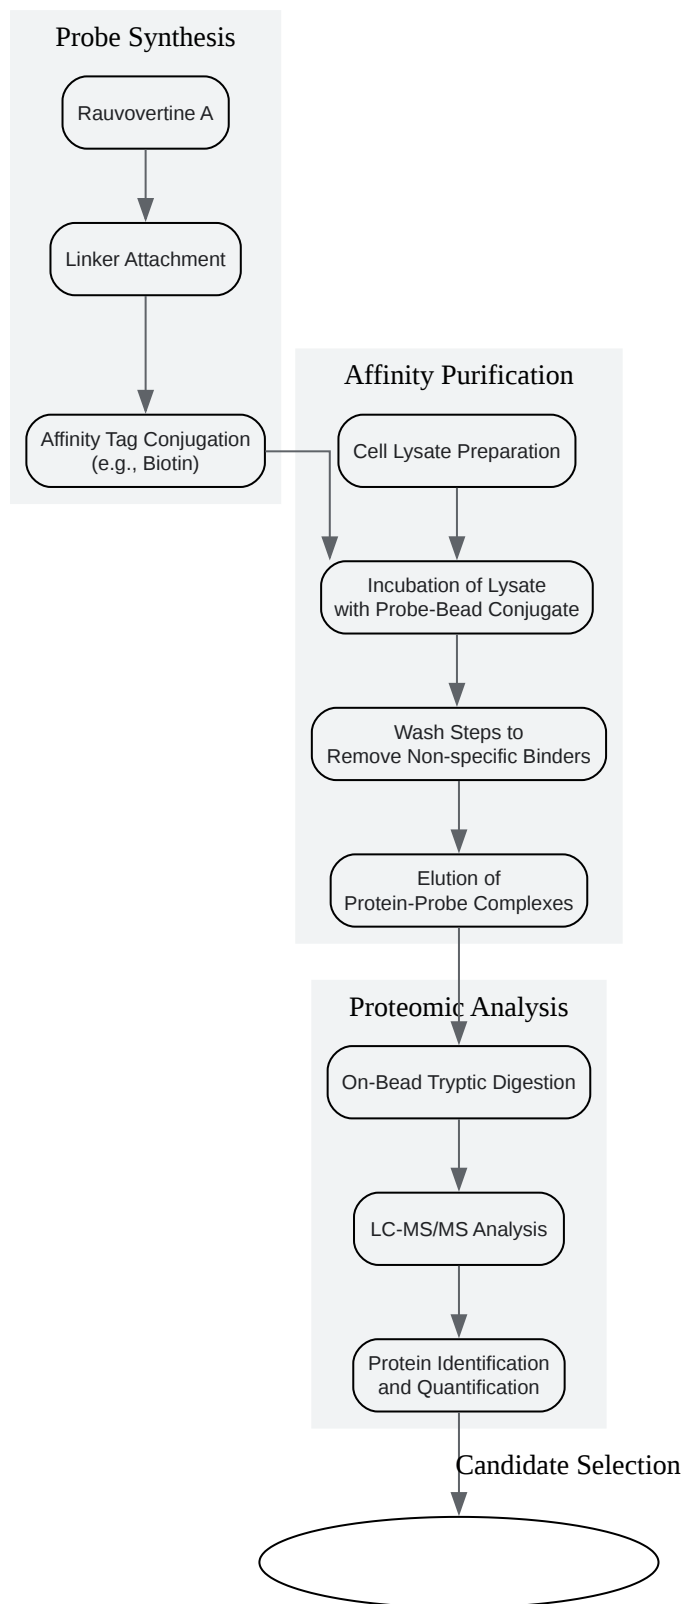 Probe Synthesis
Rauvovertine A
Linker Attachment
Affinity Tag Conjugation
(e.g., Biotin)
Affinity Purification
Cell Lysate Preparation
Incubation of Lysate
with Probe-Bead Conjugate
Wash Steps to
Remove Non-specific Binders
Elution of
Protein-Probe Complexes
Proteomic Analysis
On-Bead Tryptic Digestion
LC-MS/MS Analysis
Protein Identification
and Quantification
Candidate Selection